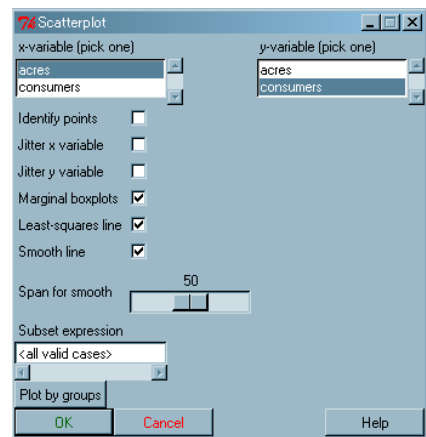 Scatterplot
x-variable (pick one) y-variable (pick one)
acres acres
consumers consumers
Identify points
Jitter x variable
Jitter y variable
Marginal boxplots
Least-squares line
Smooth line
50
Span for smooth
Subset expression
<all valid cases>
Plot by groups
OK Cancel Help